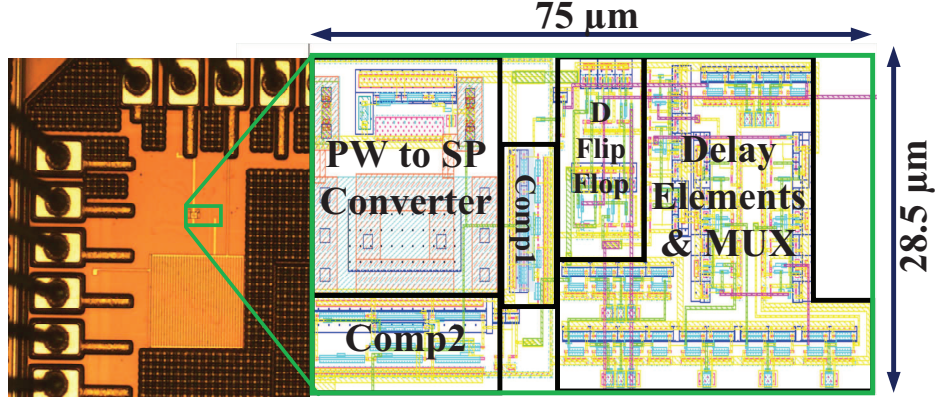 75 µm
PW to SP
Converter
Comp1
D
Flip
Flop
Delay
Elements
& MUX
Comp2
28.5 µm